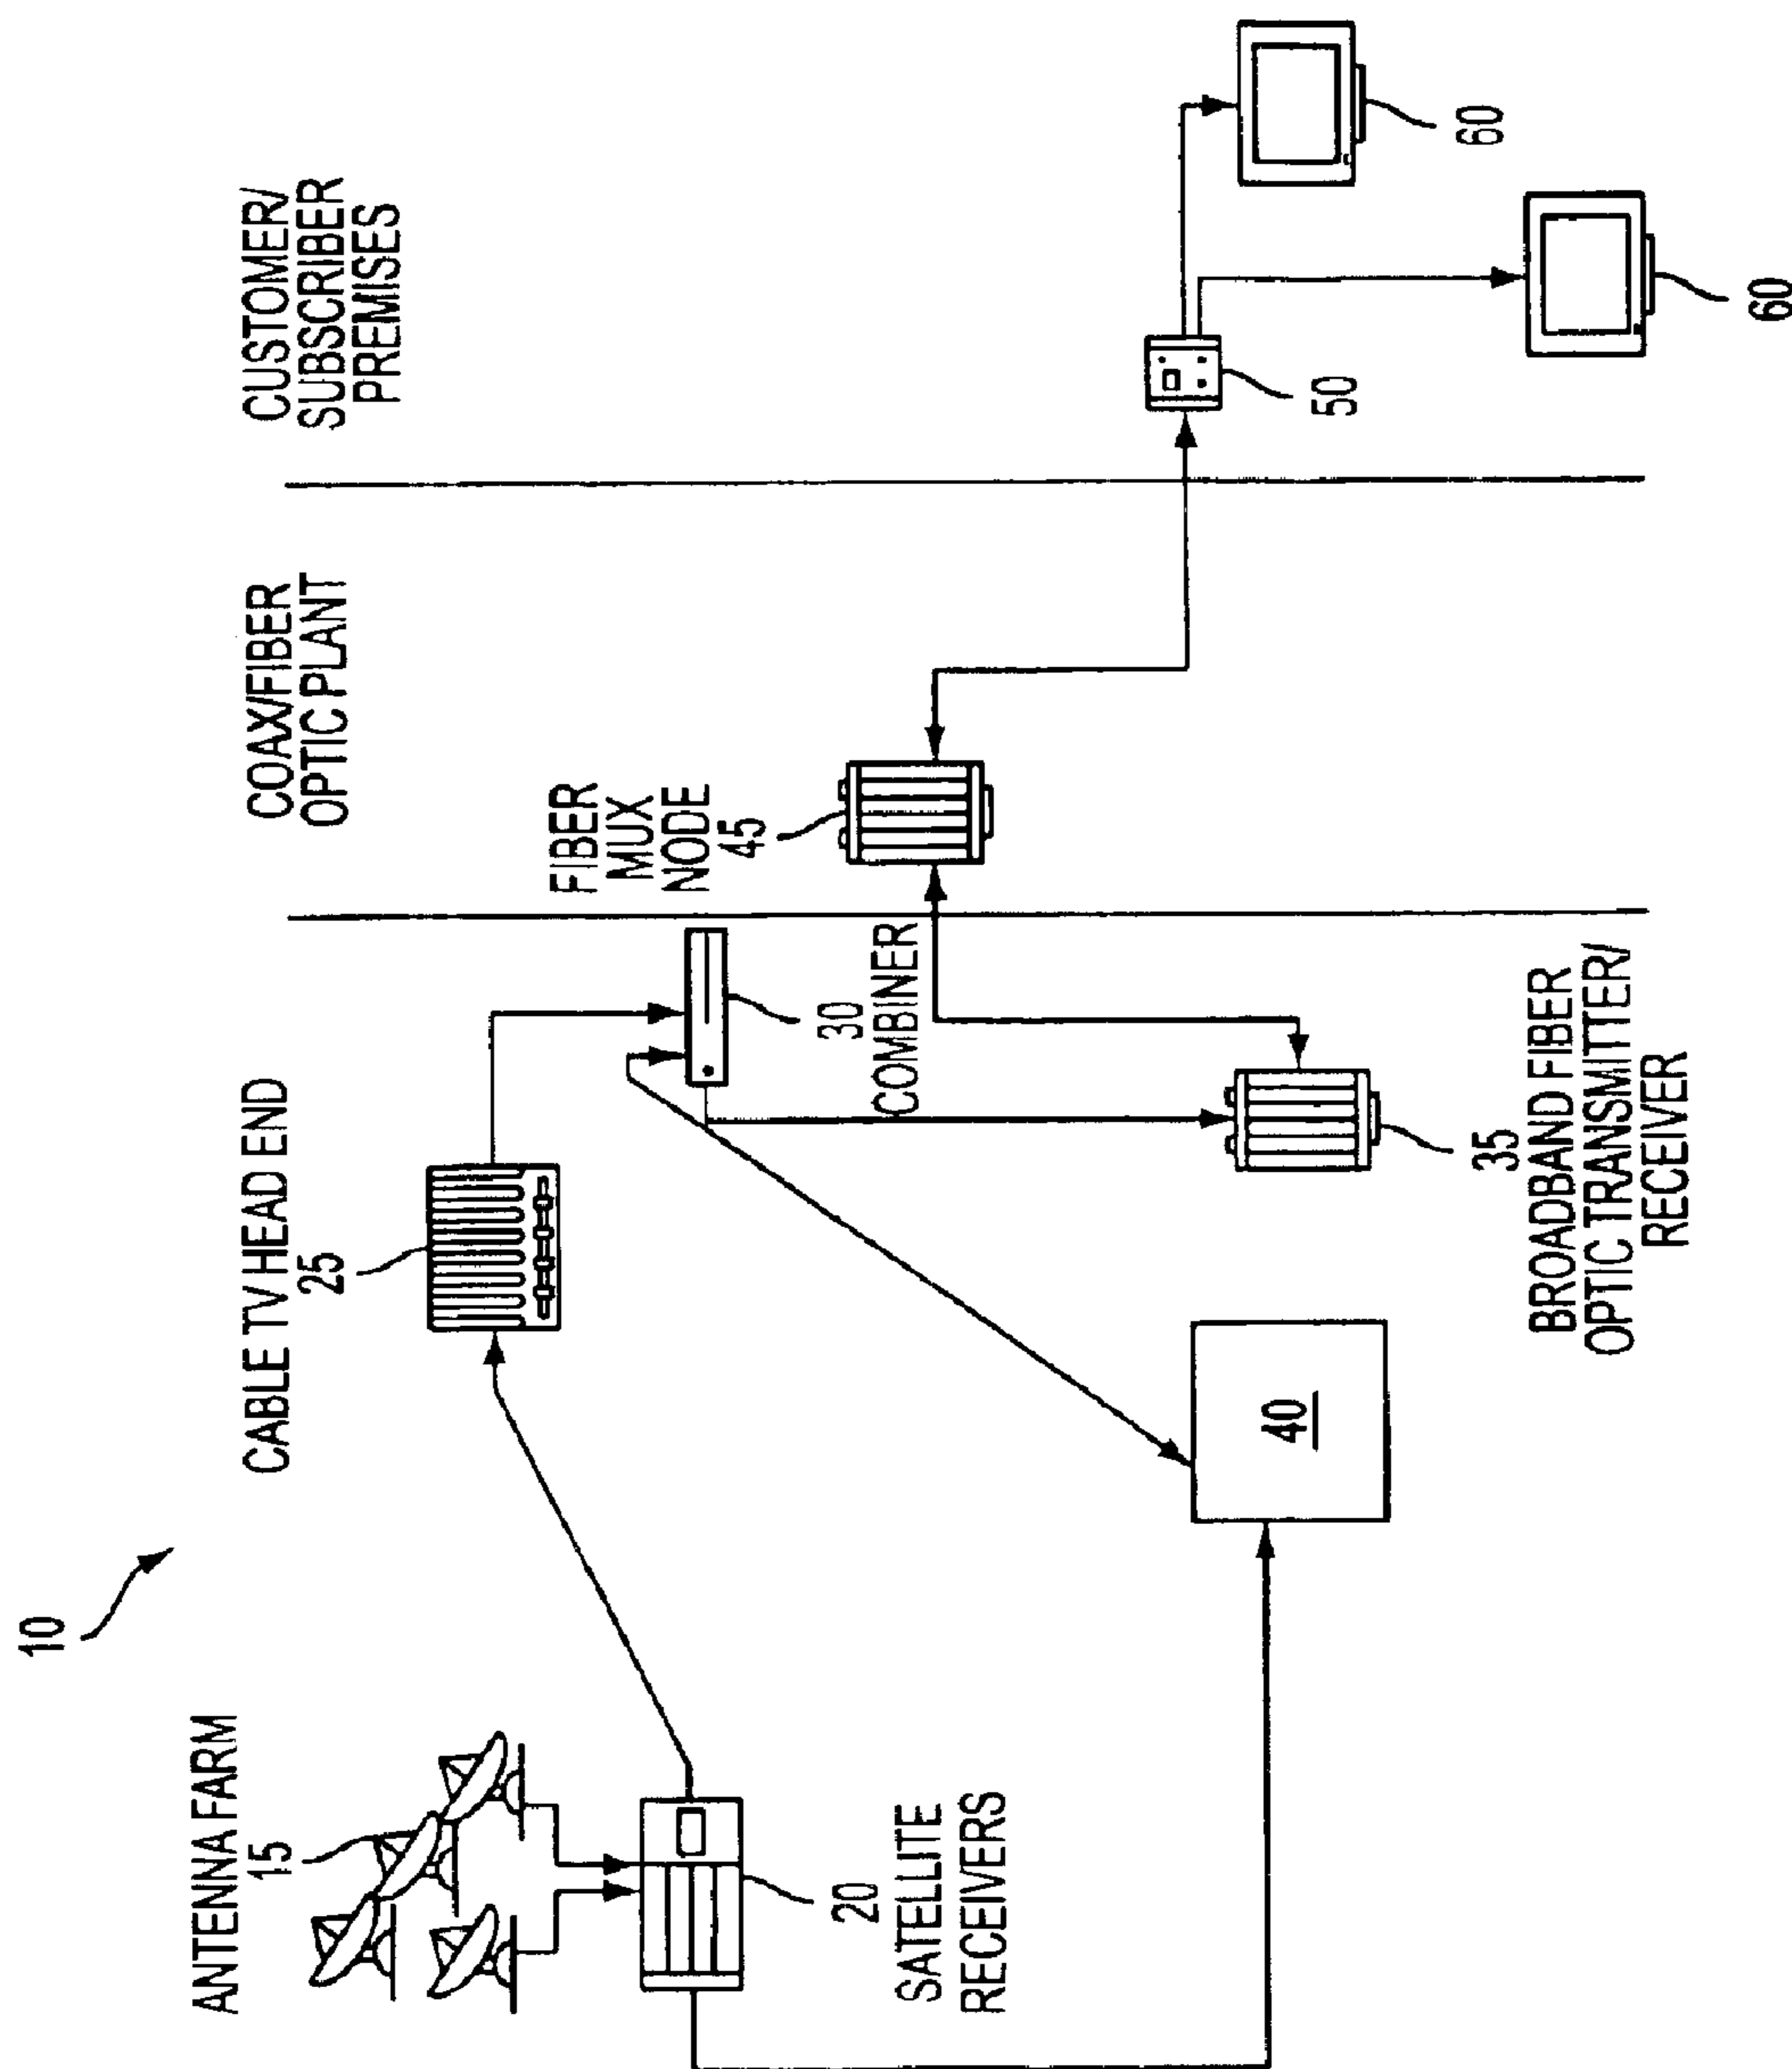 10
ANTENNA FARM
15
20
SATELLITE
RECEIVERS
CABLE TV HEAD END
25
30
COMBINER
40
35
BROADBAND FIBER
OPTIC TRANSMITTER/
RECEIVER
COAX/FIBER
OPTIC PLANT
FIBER
MUX
NODE
45
CUSTOMER/
SUBSCRIBER
PREMISES
50
60
60